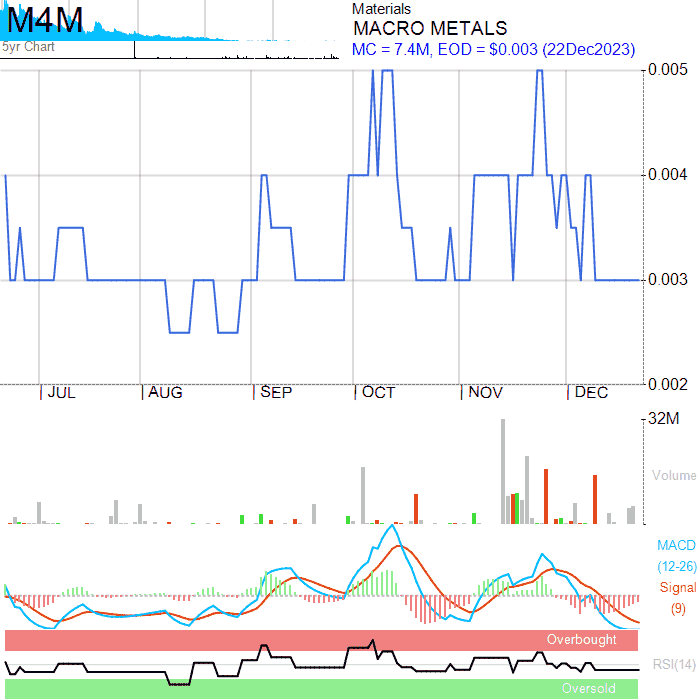 M4M
5yr Chart
Materials
MACRO METALS
MC = 7.4M, EOD = $0.003 (22Dec2023)
0.005
0.004
0.003
0.002
JUL AUG SEP OCT NOV DEC
32M
Volume
MACD
(12-26)
Signal
(9)
Overbought
RSI(14)
Oversold